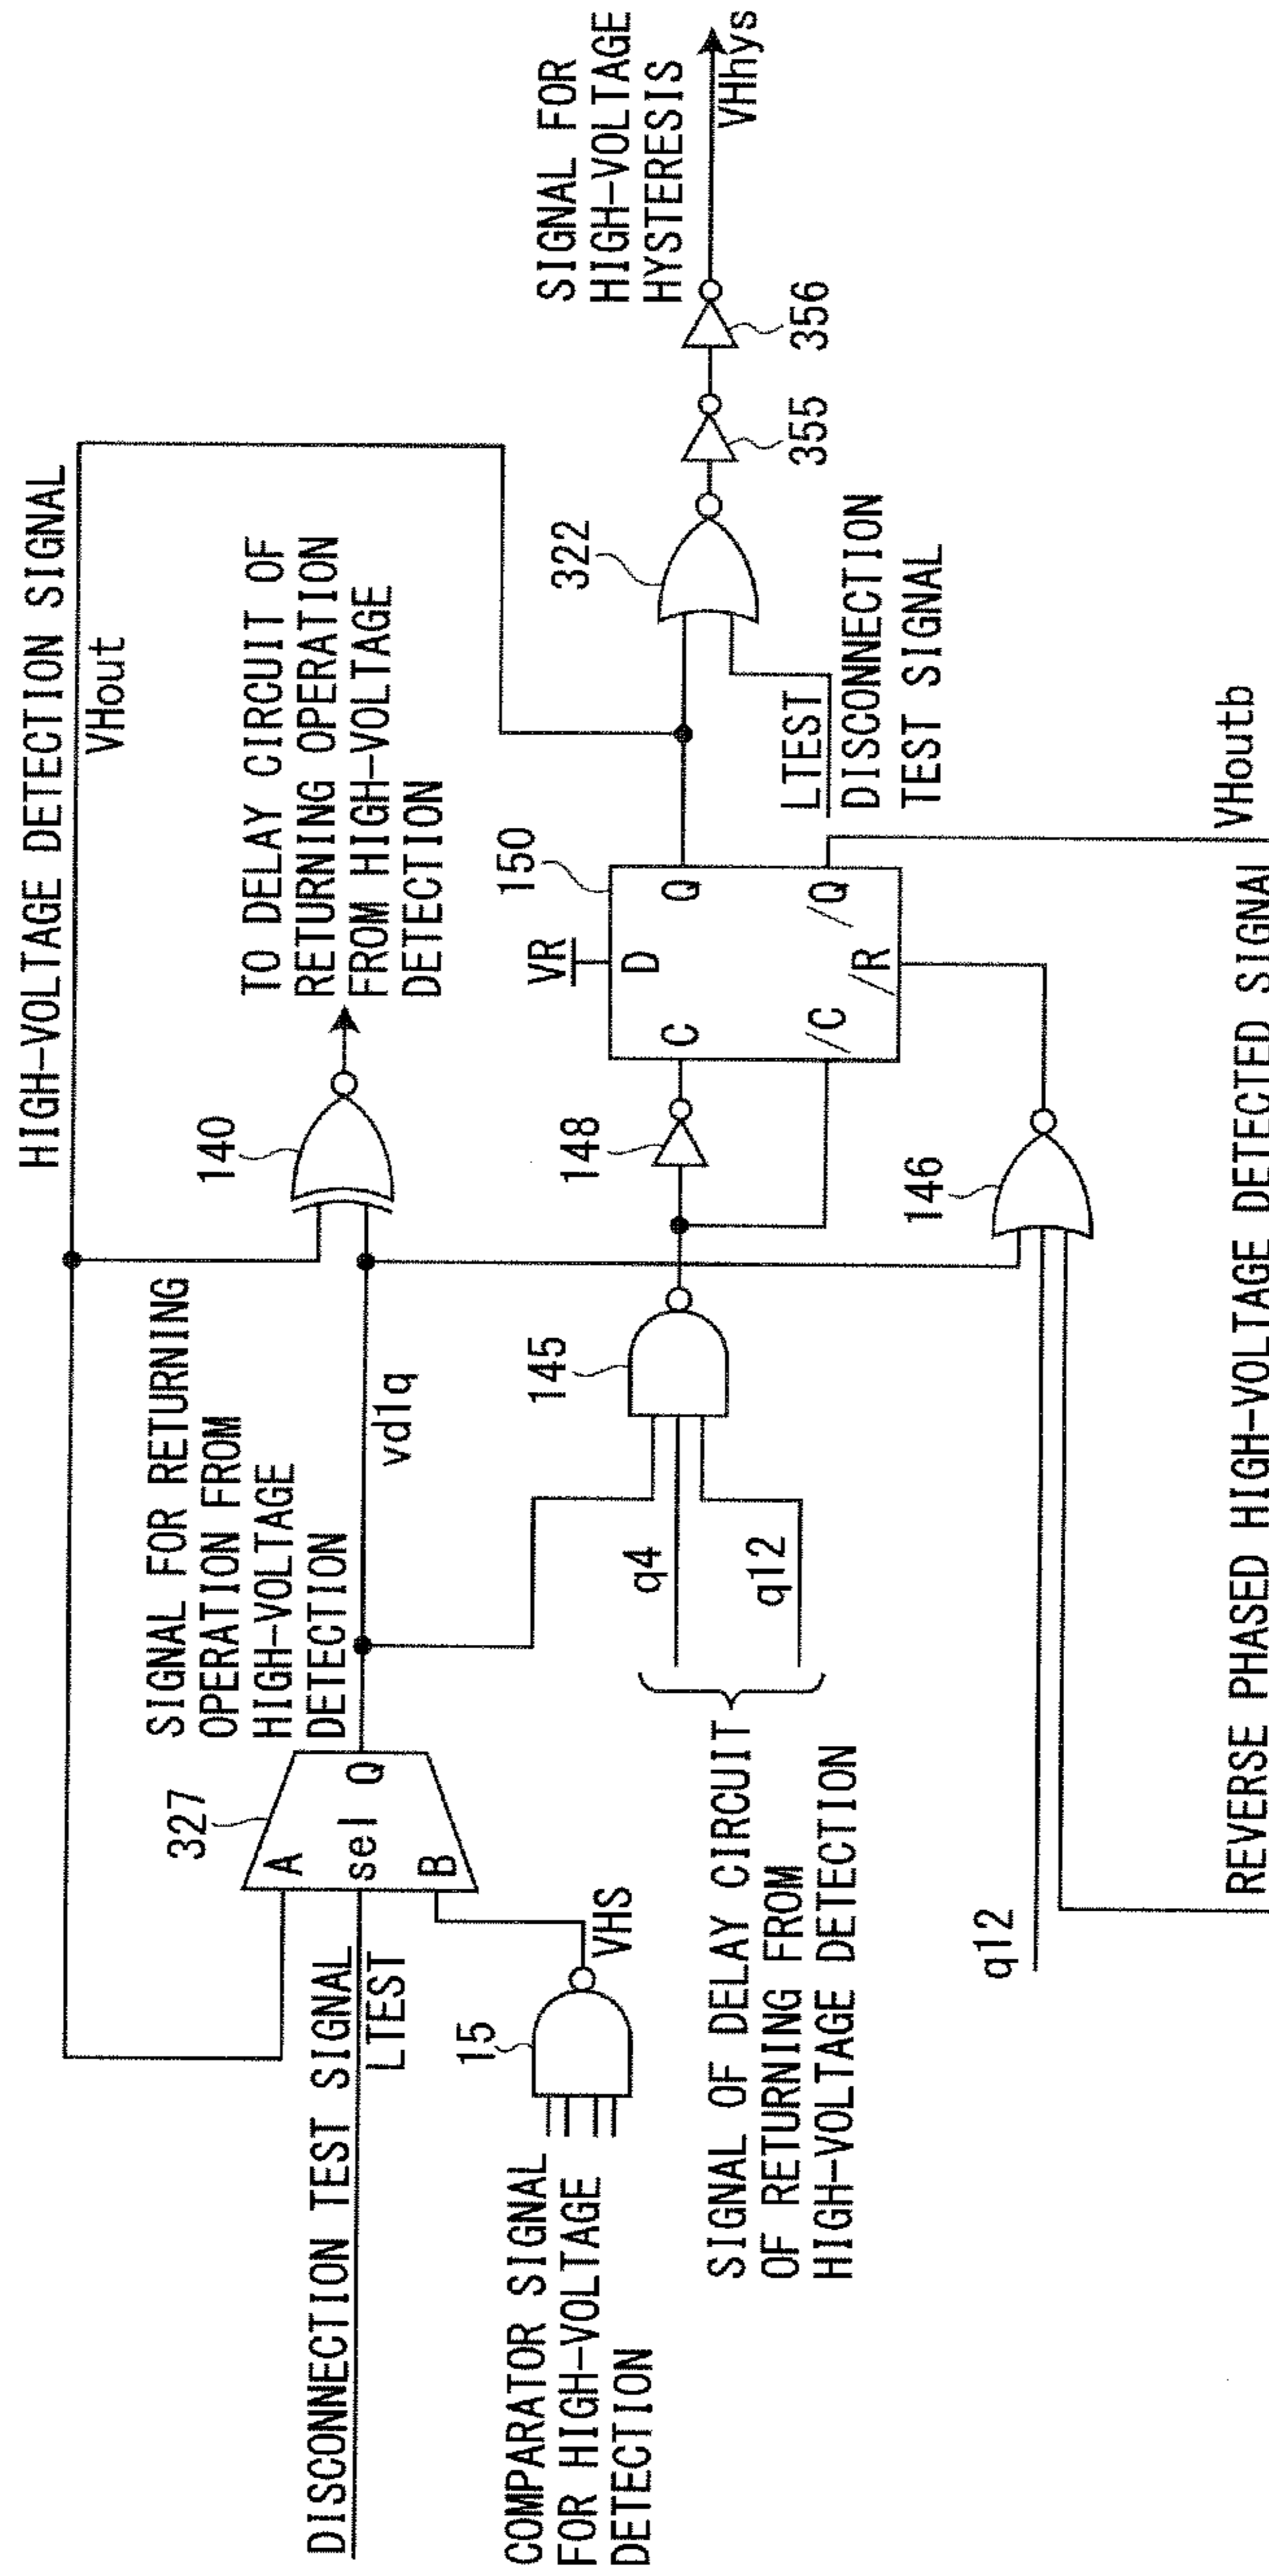 HIGH-VOLTAGE DETECTION SIGNAL
VHout
SIGNAL FOR RETURNING
OPERATION FROM
HIGH-VOLTAGE
DETECTION
vd1q
140
TO DELAY CIRCUIT OF
RETURNING OPERATION
FROM HIGH-VOLTAGE
DETECTION
327
A
sel
B
Q
DISCONNECTION TEST SIGNAL
LTEST
15
VHS
COMPARATOR SIGNAL
FOR HIGH-VOLTAGE
DETECTION
145
q4
q12
SIGNAL OF DELAY CIRCUIT
OF RETURNING FROM
HIGH-VOLTAGE DETECTION
148
VR
150
D
C
Q
/C
/R
/Q
322
355
356
SIGNAL FOR
HIGH-VOLTAGE
HYSTERESIS
VHhys
LTEST
DISCONNECTION
TEST SIGNAL
146
q12
VHoutb
REVERSE PHASED HIGH-VOLTAGE DETECTED SIGNAL